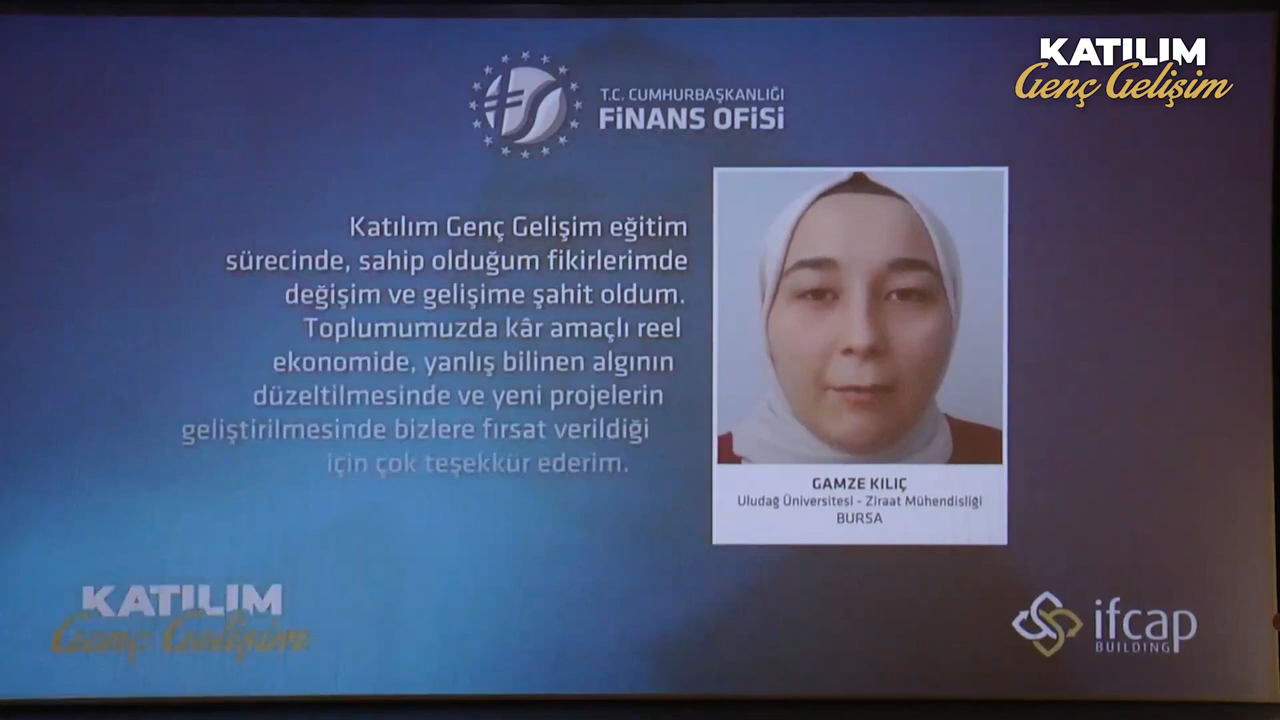 KATILIM
Genç Gelişim
T.C. CUMHURBAŞKANLIĞI
FİNANS OFİSİ
Katılım Genç Gelişim eğitim
sürecinde, sahip olduğum fikirlerimde
değişim ve gelişime şahit oldum.
Toplumumuzda kâr amaçlı reel
ekonomide, yanlış bilinen algının
düzeltilmesinde ve yeni projelerin
geliştirilmesinde bizlere fırsat verildiği
için çok teşekkür ederim.
GAMZE KILIÇ
Uludağ Üniversitesi - Ziraat Mühendisliği
BURSA
KATILIM
Genç Gelişim
ifcap
BUILDING